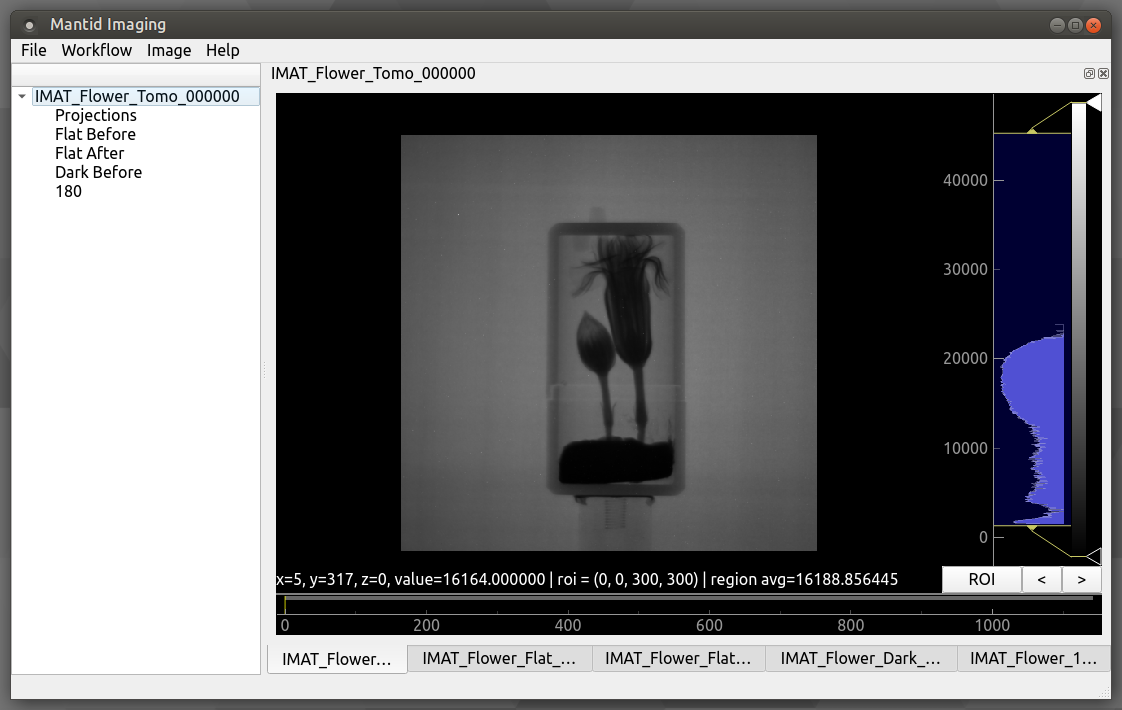 Mantid Imaging
File Workflow Image Help
IMAT_Flower_Tomo_000000
Projections
Flat Before
Flat After
Dark Before
180
IMAT_Flower_Tomo_000000
40000
30000
20000
10000
0
x=5, y=317, z=0, value=16164.000000 | roi = (0, 0, 300, 300) | region avg=16188.856445
ROI < >
0 200 400 600 800 1000
IMAT_Flower... IMAT_Flower_Flat_... IMAT_Flower_Flat... IMAT_Flower_Dark_... IMAT_Flower_1...